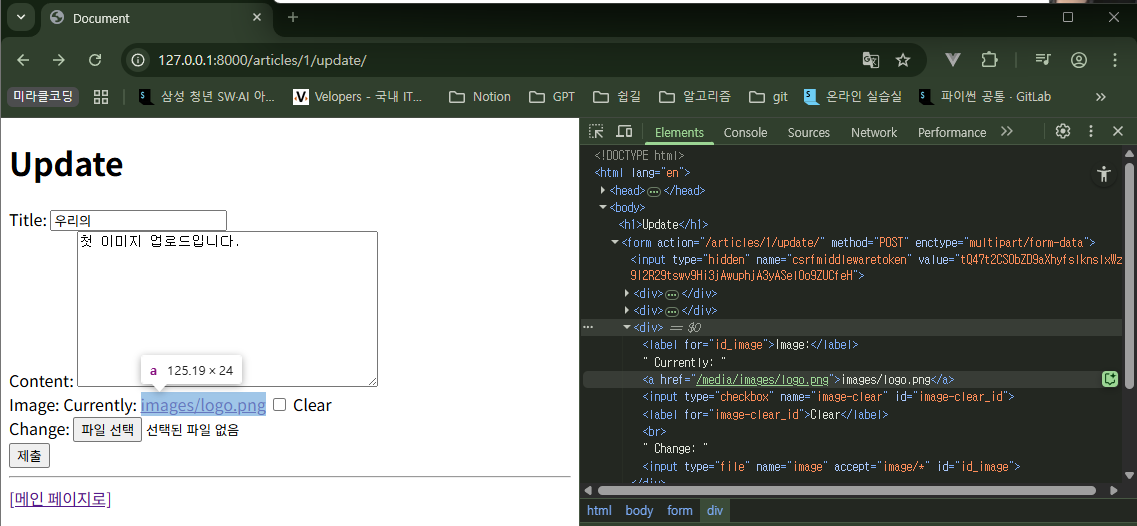 Document
127.0.0.1:8000/articles/1/update/
미라클코딩 삼성 청년 SW·AI 아... Velopers - 국내 IT... Notion GPT 쉽길 알고리즘 git 온라인 실습실 파이썬 공통 · GitLab »
Update
Title: 우리의
첫 이미지 업로드입니다.
Content:
a 125.19 × 24
Image: Currently: images/logo.png Clear
Change: 파일 선택 선택된 파일 없음
제출
[메인 페이지로]
Elements Console Sources Network Performance »
<!DOCTYPE html>
<html lang="en">
<head>…</head>
<body>
<h1>Update</h1>
<form action="/articles/1/update/" method="POST" enctype="multipart/form-data">
<input type="hidden" name="csrfmiddlewaretoken" value=
<div>…</div>
<div>…</div>
… <div> == $0
<label for="id_image">Image:</label>
" Currently: "
<a href="/media/images/logo.png">images/logo.png</a>
<input type="checkbox" name="image-clear" id="image-clear_id">
<label for="image-clear_id">Clear</label>
<br>
" Change: "
<input type="file" name="image" accept="image/*" id="id_image">
</div>
html body form div